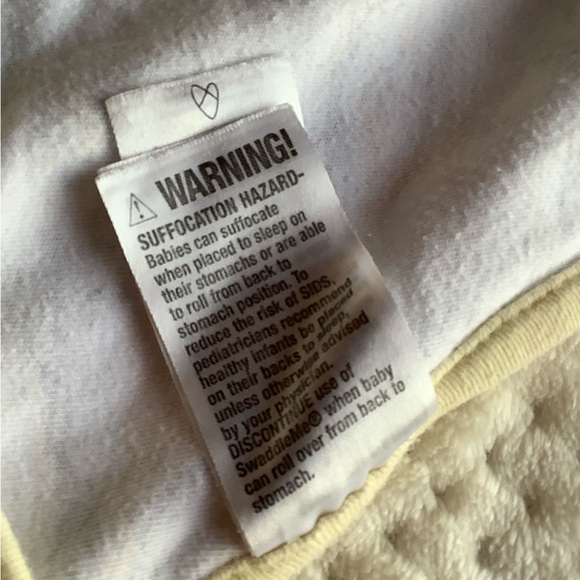 WARNING!
SUFFOCATION HAZARD-
Babies can suffocate
when placed to sleep on
their stomachs or are able
to roll from back to
stomach position. To
reduce the risk of SIDS,
pediatricians recommend
healthy infants be placed
on their backs to sleep,
unless otherwise advised
by your physician.
DISCONTINUE use of
SwaddleMe® when baby
can roll over from back to
stomach.